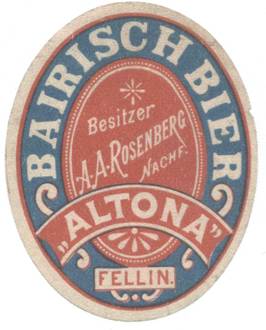 BAIRISCH BIER
Besitzer
A.A. ROSENBERG
NACHF.
„ALTONA”
FELLIN.